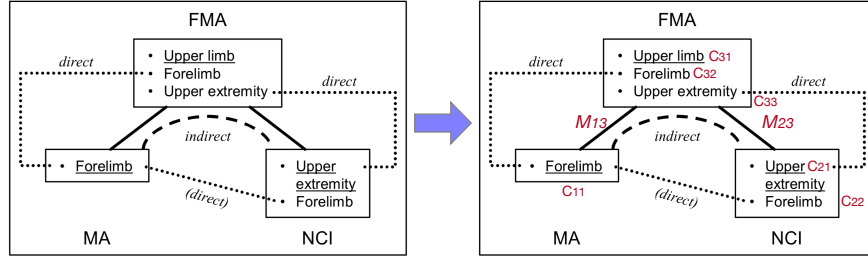 FMA
direct
• Upper limb
• Forelimb
• Upper extremity
direct
indirect
• Forelimb
(direct)
• Upper
extremity
• Forelimb
MA
NCI
FMA
• Upper limb C31
• Forelimb C32
• Upper extremity
C33
direct
direct
M13
M23
indirect
• Forelimb
C11
(direct)
• Upper C21
extremity
• Forelimb
C22
MA
NCI